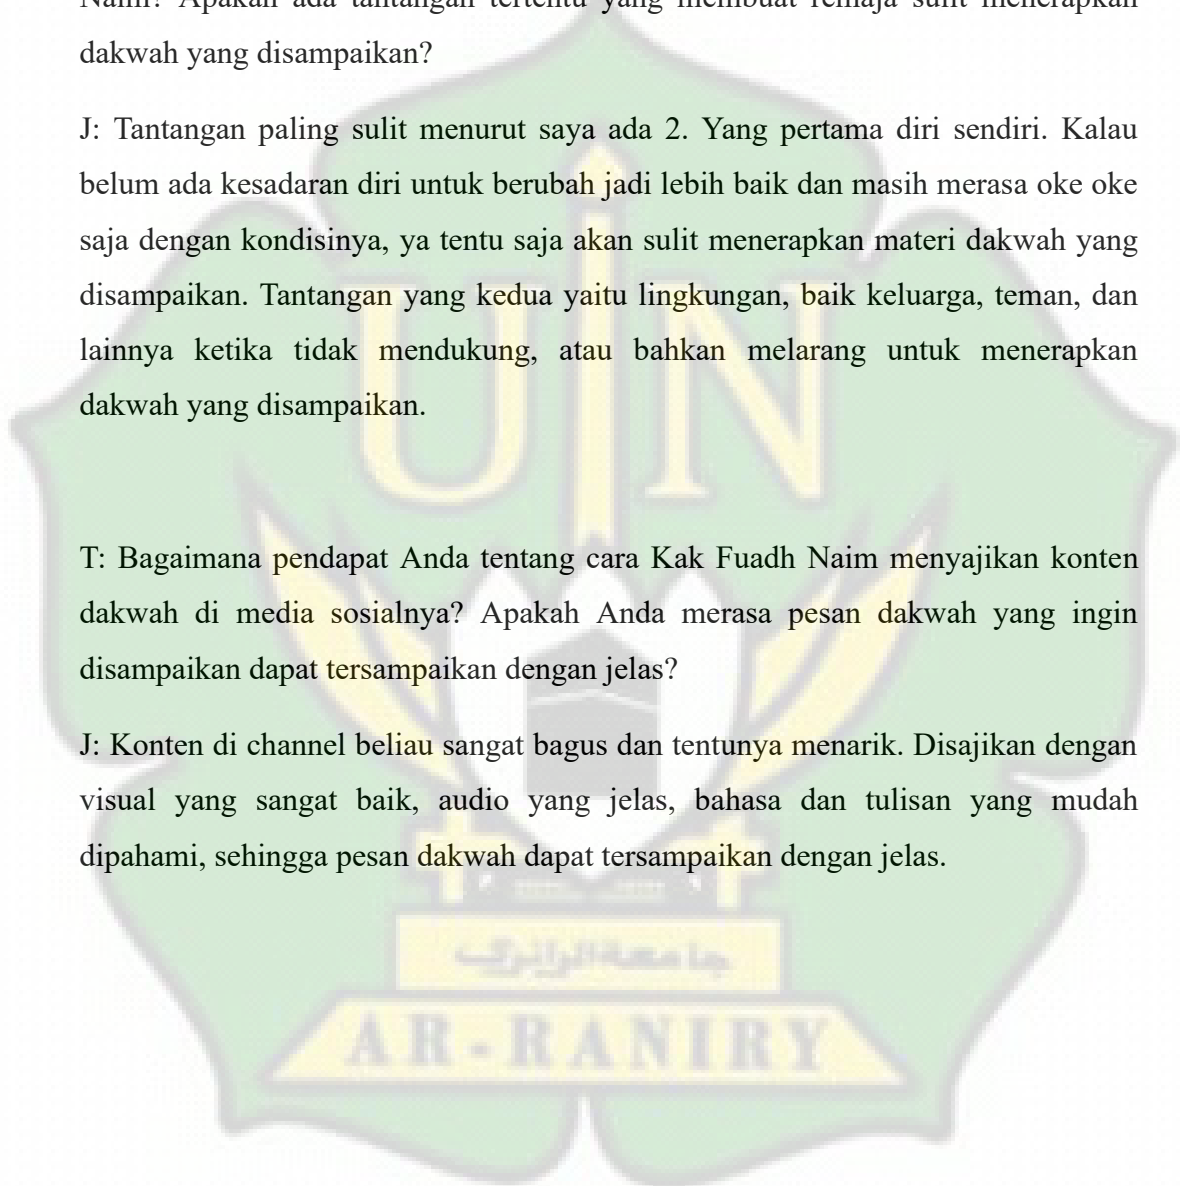 Naim? Apakah ada tantangan tertentu yang membuat remaja sulit menerapkan
dakwah yang disampaikan?
J: Tantangan paling sulit menurut saya ada 2. Yang pertama diri sendiri. Kalau
belum ada kesadaran diri untuk berubah jadi lebih baik dan masih merasa oke oke
saja dengan kondisinya, ya tentu saja akan sulit menerapkan materi dakwah yang
disampaikan. Tantangan yang kedua yaitu lingkungan, baik keluarga, teman, dan
lainnya ketika tidak mendukung, atau bahkan melarang untuk menerapkan
dakwah yang disampaikan.
UIN
T: Bagaimana pendapat Anda tentang cara Kak Fuadh Naim menyajikan konten
dakwah di media sosialnya? Apakah Anda merasa pesan dakwah yang ingin
disampaikan dapat tersampaikan dengan jelas?
J: Konten di channel beliau sangat bagus dan tentunya menarik. Disajikan dengan
visual yang sangat baik, audio yang jelas, bahasa dan tulisan yang mudah
dipahami, sehingga pesan dakwah dapat tersampaikan dengan jelas.
جامعة الرانري
AR-RANIRY